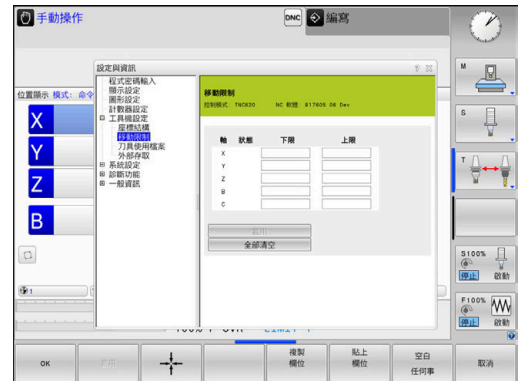 手動操作
DNC
編寫
設定與資訊
程式密碼輸入
顯示設定
圖形設定
計數器設定
工具機設定
座標結構
移動限制
刀具使用檔案
外部存取
系統設定
診斷功能
一般資訊
移動限制
控制模式 TNC620 NC 軟體 817605 08 Dev
軸 狀態 下限 上限
X
Y
Z
B
C
啟用
全部清空
位置顯示 模式: 命令
X
Y
Z
B
1
M
S
T
S100%
停止 啟動
F100%
停止 啟動
OK
啟用
複製
欄位
貼上
欄位
空白
任何事
取消